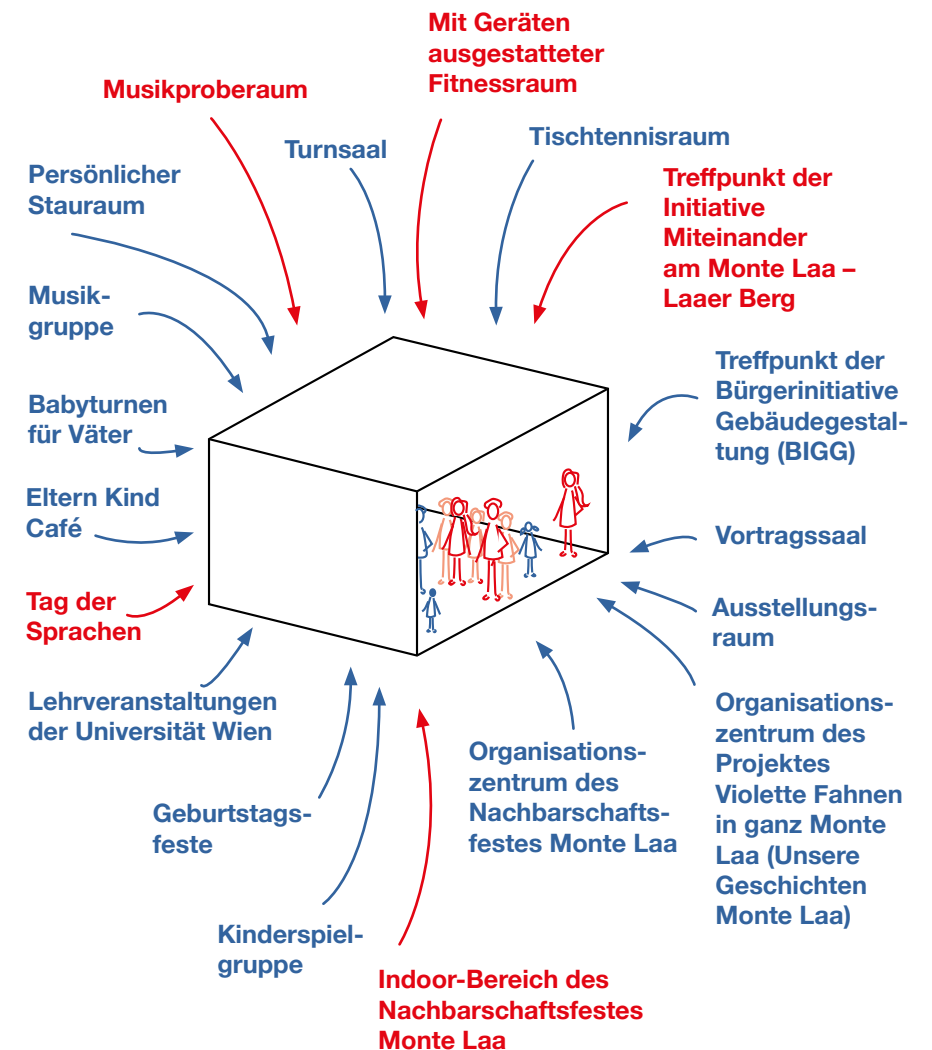 Mit Geräten
ausgestatteter
Fitnessraum
Musikproberaum
Turnsaal
Tischtennisraum
Persönlicher
Stauraum
Treffpunkt der
Initiative
Miteinander
am Monte Laa –
Laaer Berg
Musik-
gruppe
Treffpunkt der
Bürgerinitiative
Gebäudegestal-
tung (BIGG)
Babyturnen
für Väter
Eltern Kind
Café
Vortragssaal
Tag der
Sprachen
Ausstellungs-
raum
Lehrveranstaltungen
der Universität Wien
Organisations-
zentrum des
Projektes
Violette Fahnen
in ganz Monte
Laa (Unsere
Geschichten
Monte Laa)
Organisations-
zentrum des
Nachbarschafts-
festes Monte Laa
Geburtstags-
feste
Kinderspiel-
gruppe
Indoor-Bereich des
Nachbarschaftsfestes
Monte Laa